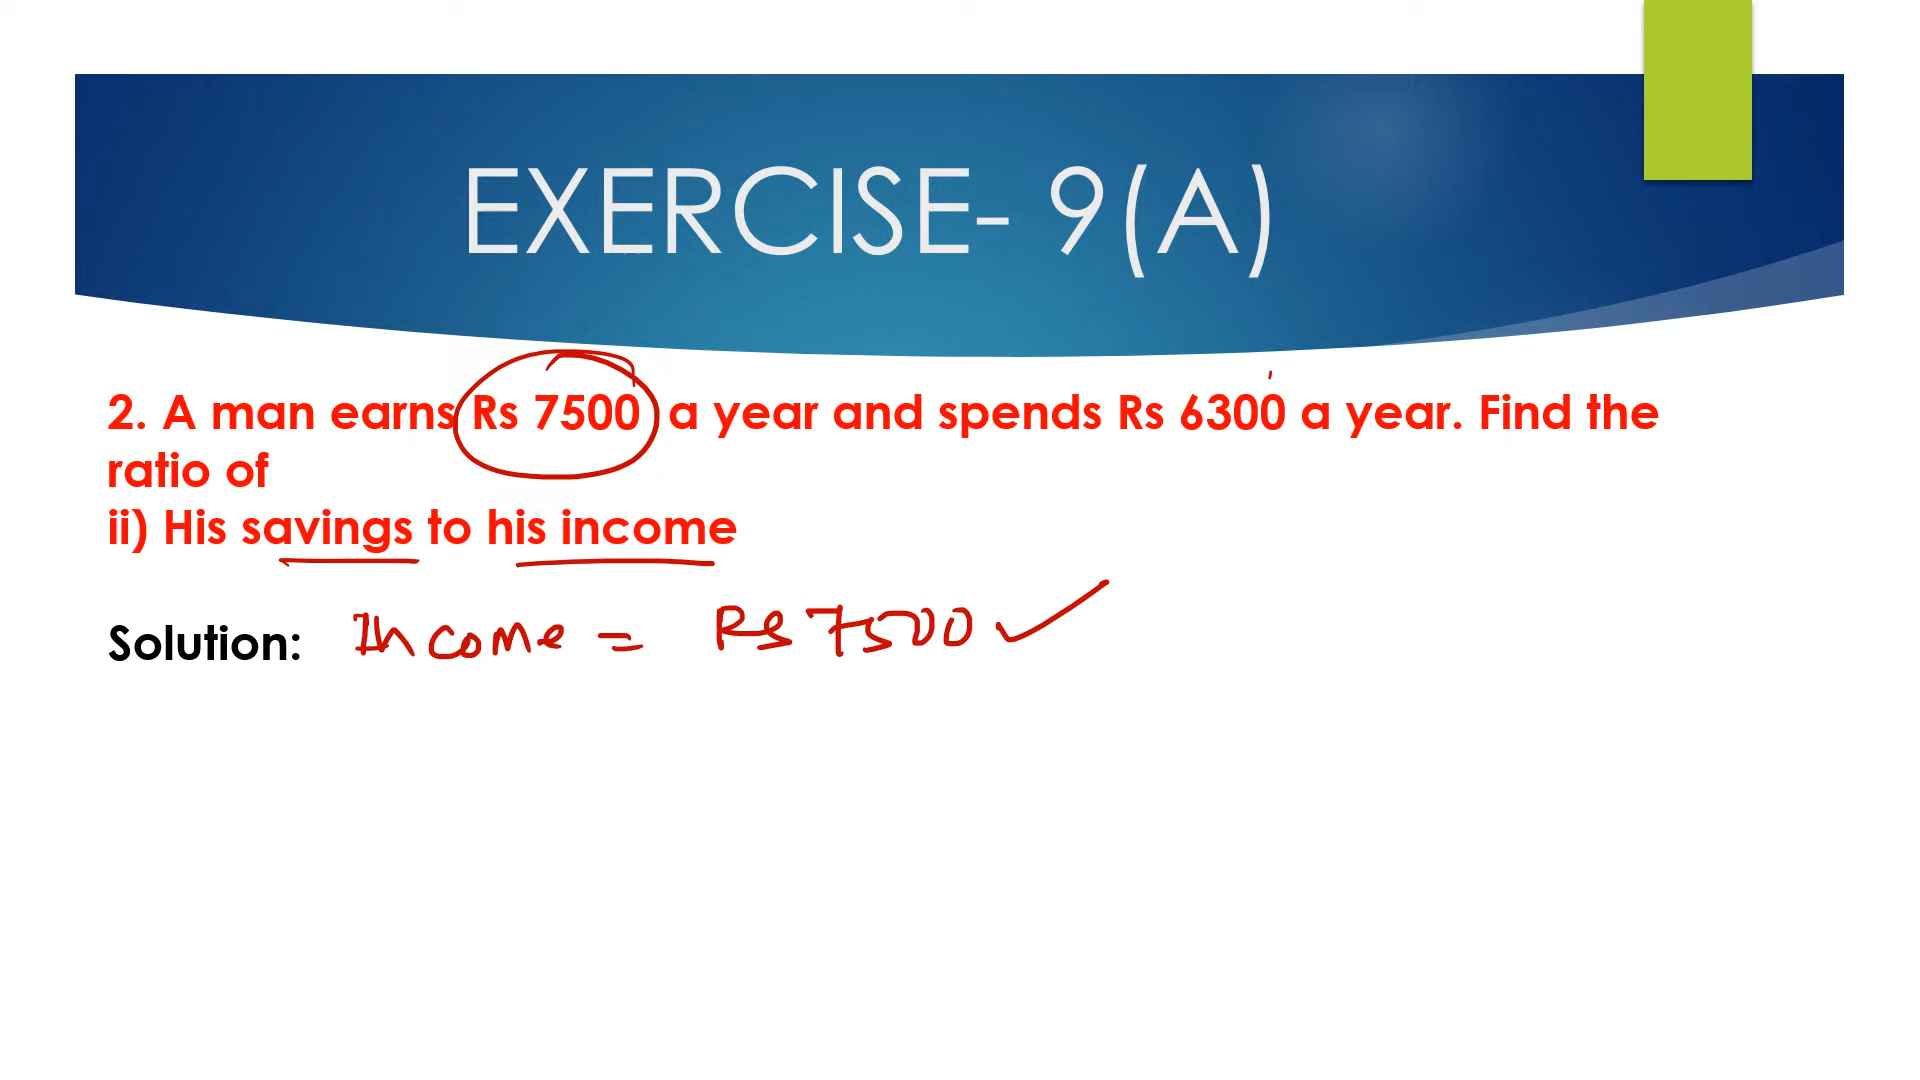 EXERCISE- 9(A)
2. A man earns Rs 7500 a year and spends Rs 6300 a year. Find the
ratio of
ii) His savings to his income
Solution: Income = Rs 7500